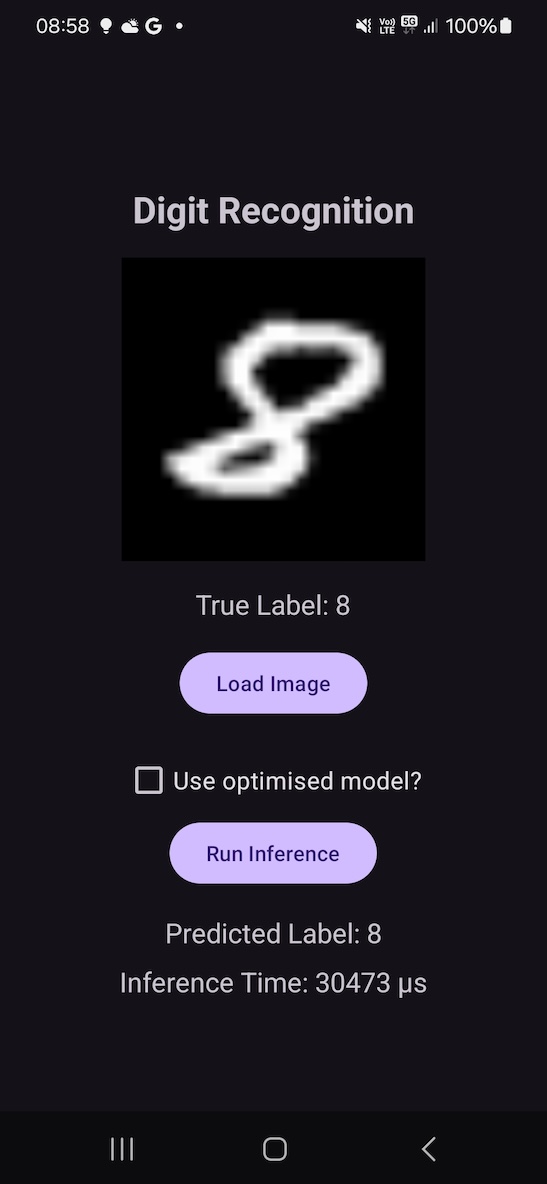 08:58 G 5G 100%
Vo)) LTE
Digit Recognition
8
True Label: 8
Load Image
Use optimised model?
Run Inference
Predicted Label: 8
Inference Time: 30473 µs